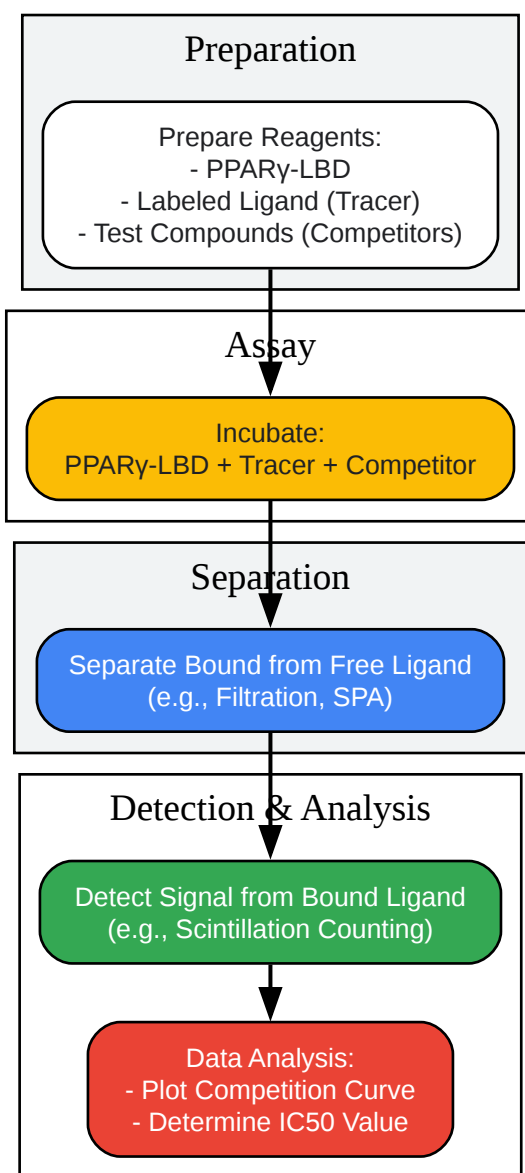 Preparation
Prepare Reagents:
- PPARγ-LBD
- Labeled Ligand (Tracer)
- Test Compounds (Competitors)
Assay
Incubate:
PPARγ-LBD + Tracer + Competitor
Separation
Separate Bound from Free Ligand
(e.g., Filtration, SPA)
Detection & Analysis
Detect Signal from Bound Ligand
(e.g., Scintillation Counting)
Data Analysis:
- Plot Competition Curve
- Determine IC50 Value